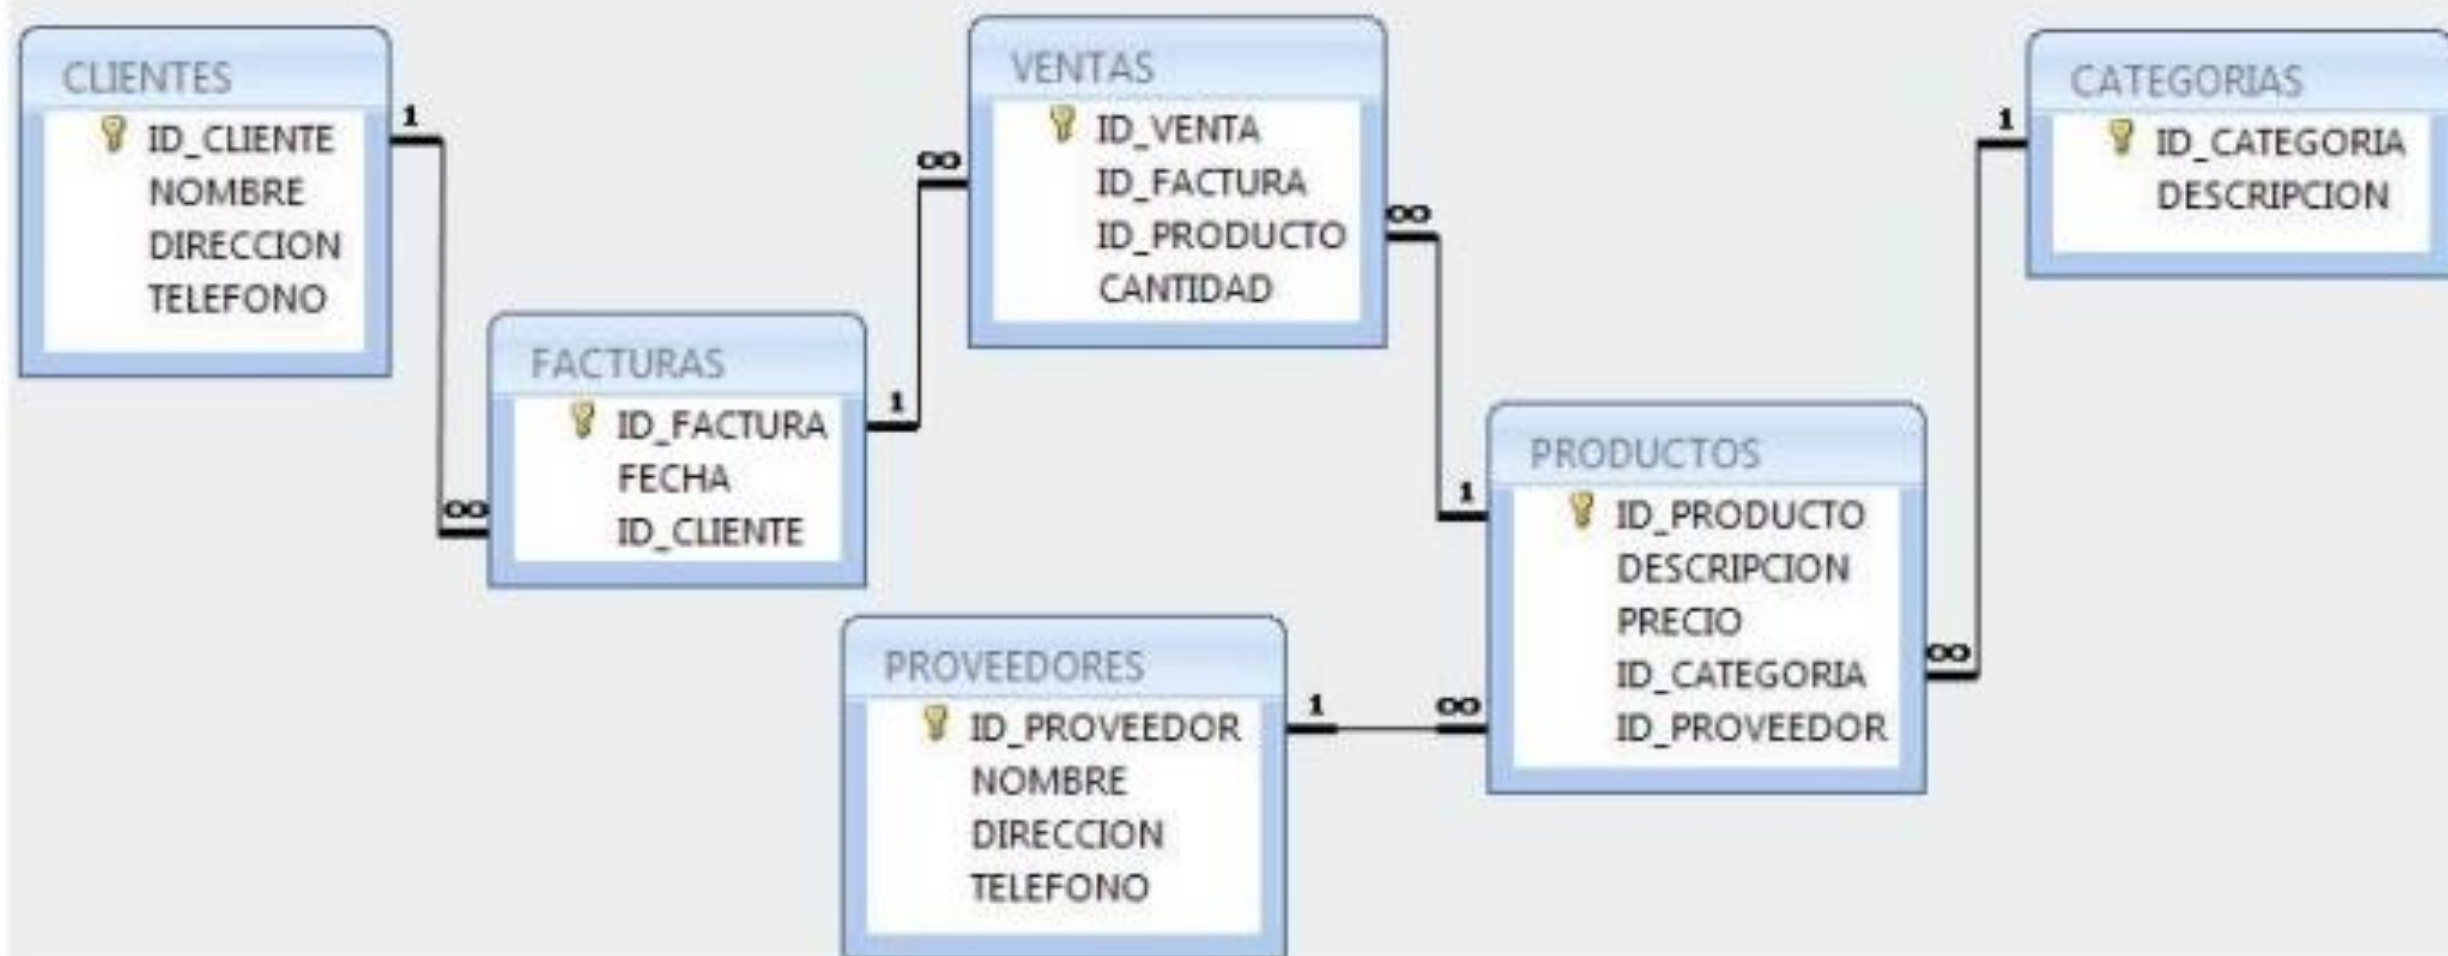 CLIENTES
ID_CLIENTE
NOMBRE
DIRECCION
TELEFONO
1
∞
FACTURAS
ID_FACTURA
FECHA
ID_CLIENTE
1
∞
VENTAS
ID_VENTA
ID_FACTURA
ID_PRODUCTO
CANTIDAD
∞
1
PROVEEDORES
ID_PROVEEDOR
NOMBRE
DIRECCION
TELEFONO
1
∞
PRODUCTOS
ID_PRODUCTO
DESCRIPCION
PRECIO
ID_CATEGORIA
ID_PROVEEDOR
∞
1
CATEGORIAS
ID_CATEGORIA
DESCRIPCION